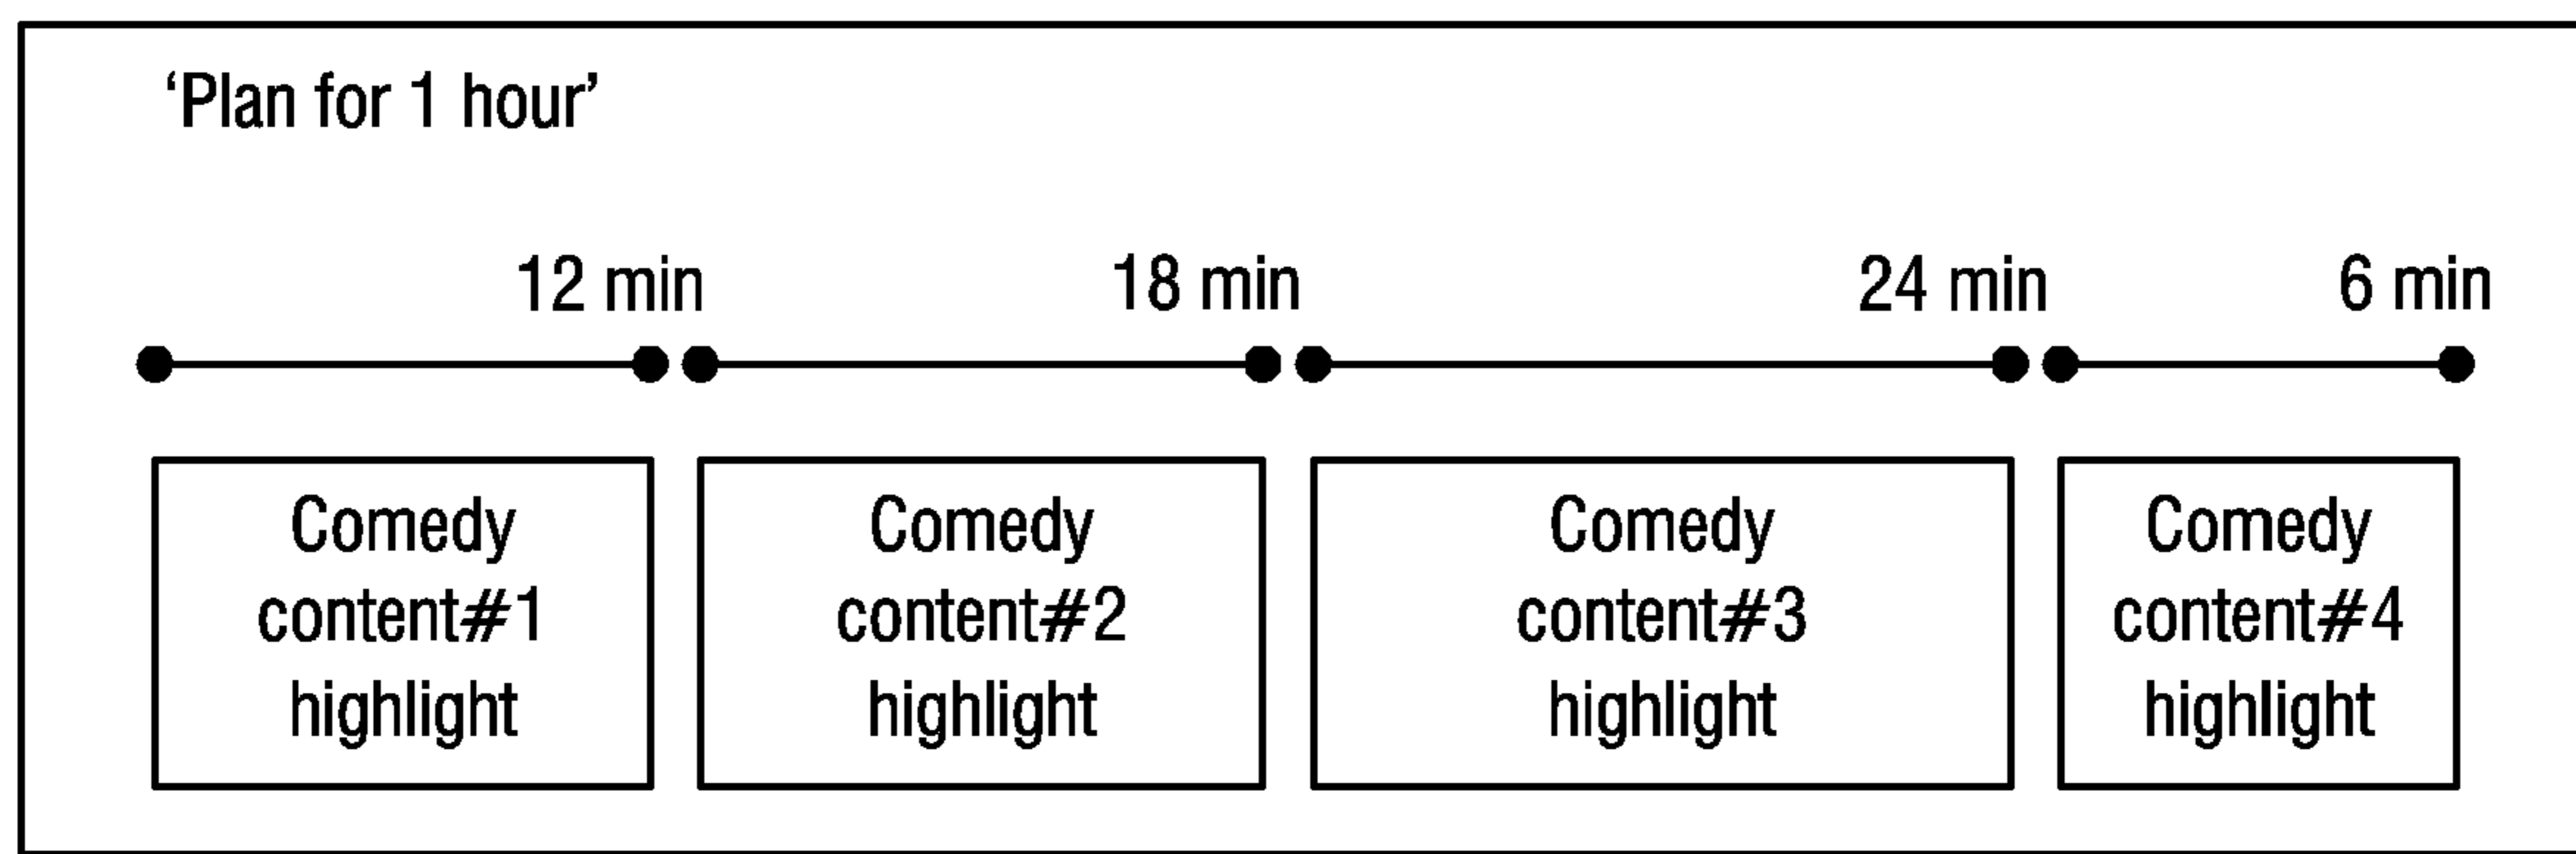 ‘Plan for 1 hour’
12 min
18 min
24 min
6 min
Comedy
content#1
highlight
Comedy
content#2
highlight
Comedy
content#3
highlight
Comedy
content#4
highlight